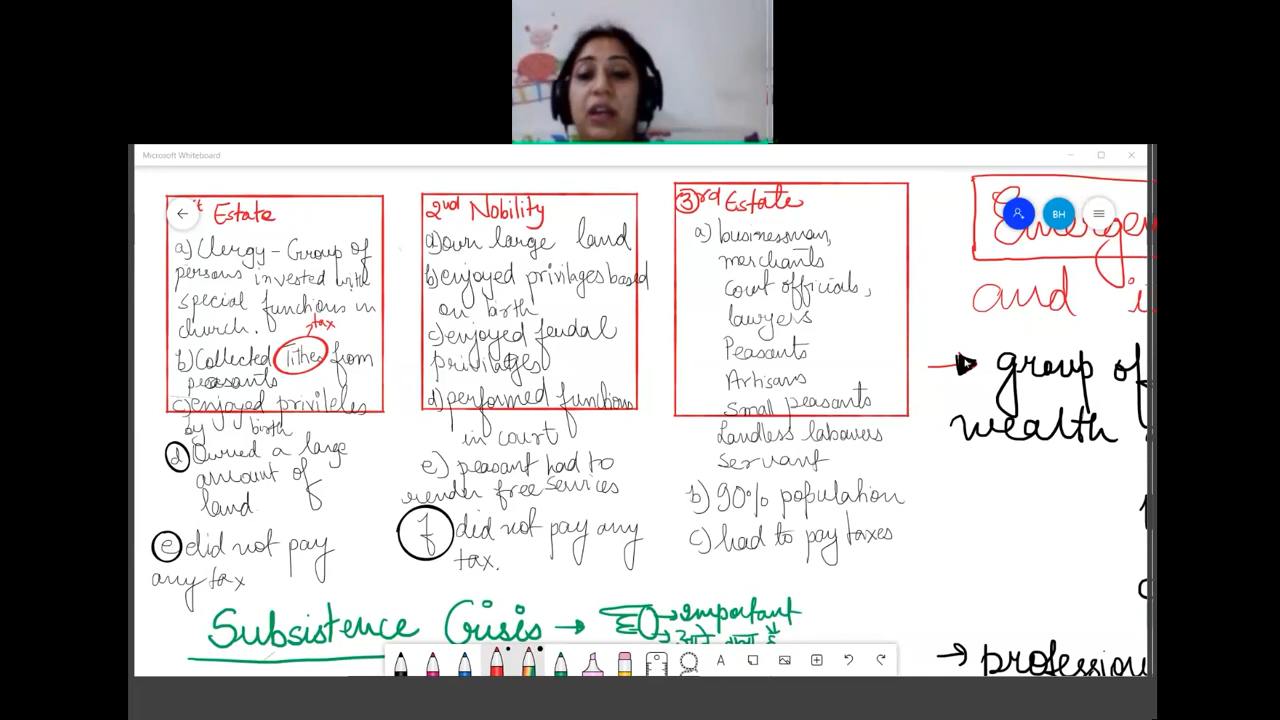 Microsoft Whiteboard
Estate
a) Clergy - Group of
persons invested with
special functions in
church.
tax
b) Collected Tithes from
peasants
c) enjoyed privileles
by birth
d) Owned a large
amount of
land
e) did not pay
any tax
2nd Nobility
a) own large land
b) enjoyed privilages based
on birth
c) enjoyed feudal
privilages
d) performed functions
in court
e) peasant had to
render free services
f) did not pay any
tax.
3rd Estate
a) businessman,
merchants
Court officials,
lawyers
Peasants
Artisans
Small peasants
Landless labourers
Servant
b) 90% population
c) had to pay taxes
Subsistence Crisis → → important
BH
Emergen
and i
→ group of
wealth
→ profession